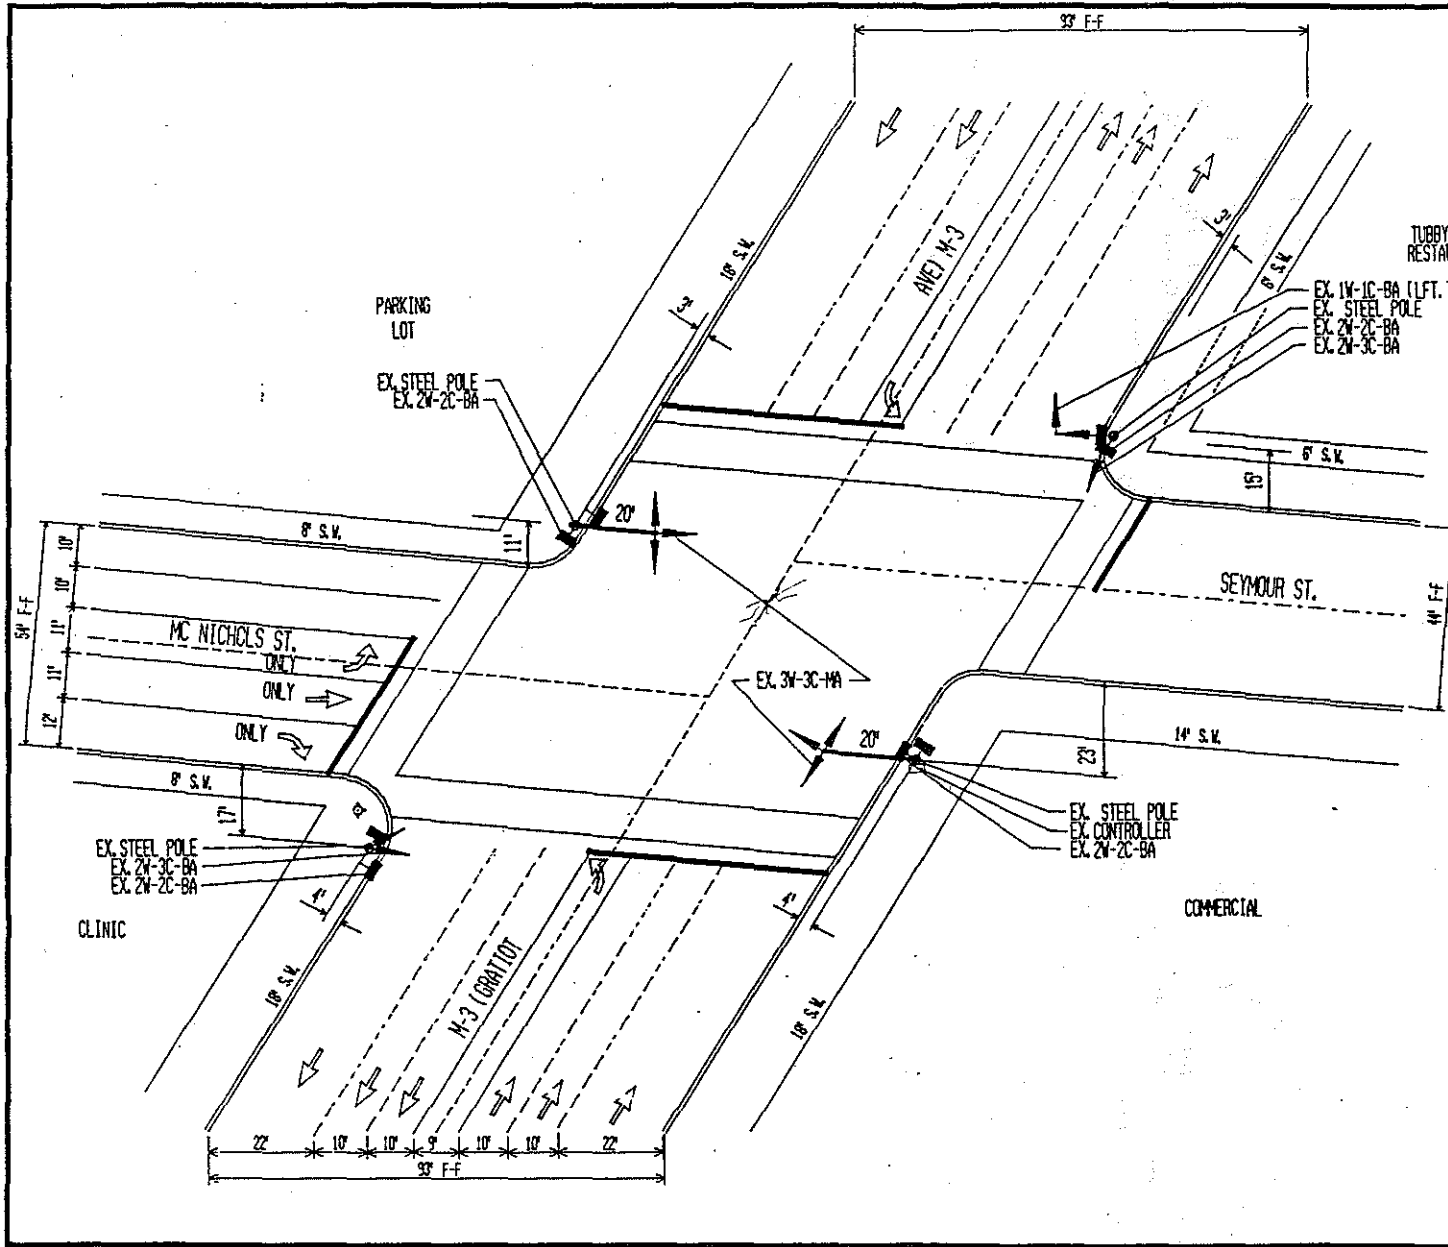 93' F-F
AVE) M-3
18' S.W.
3'
3'
6' S.W.
TUBBY
RESTAU
PARKING
LOT
EX. 1W-1C-BA (LFT.
EX. STEEL POLE
EX. 2W-2C-BA
EX. 2W-3C-BA
EX. STEEL POLE
EX. 2W-2C-BA
6' S.W.
15'
20'
11'
8' S.W.
54' F-F
10'
10'
11'
11'
12'
MC NICHOLS ST.
ONLY
ONLY
ONLY
SEYMOUR ST.
44' F-F
EX. 3W-3C-MA
20'
14' S.W.
23'
8' S.W.
17'
EX. STEEL POLE
EX. CONTROLLER
EX. 2W-2C-BA
EX. STEEL POLE
EX. 2W-3C-BA
EX. 2W-2C-BA
4'
4'
CLINIC
COMMERCIAL
18' S.W.
M-3 (GRATIOT
18' S.W.
22' 10' 10' 9' 10' 10' 22'
93' F-F